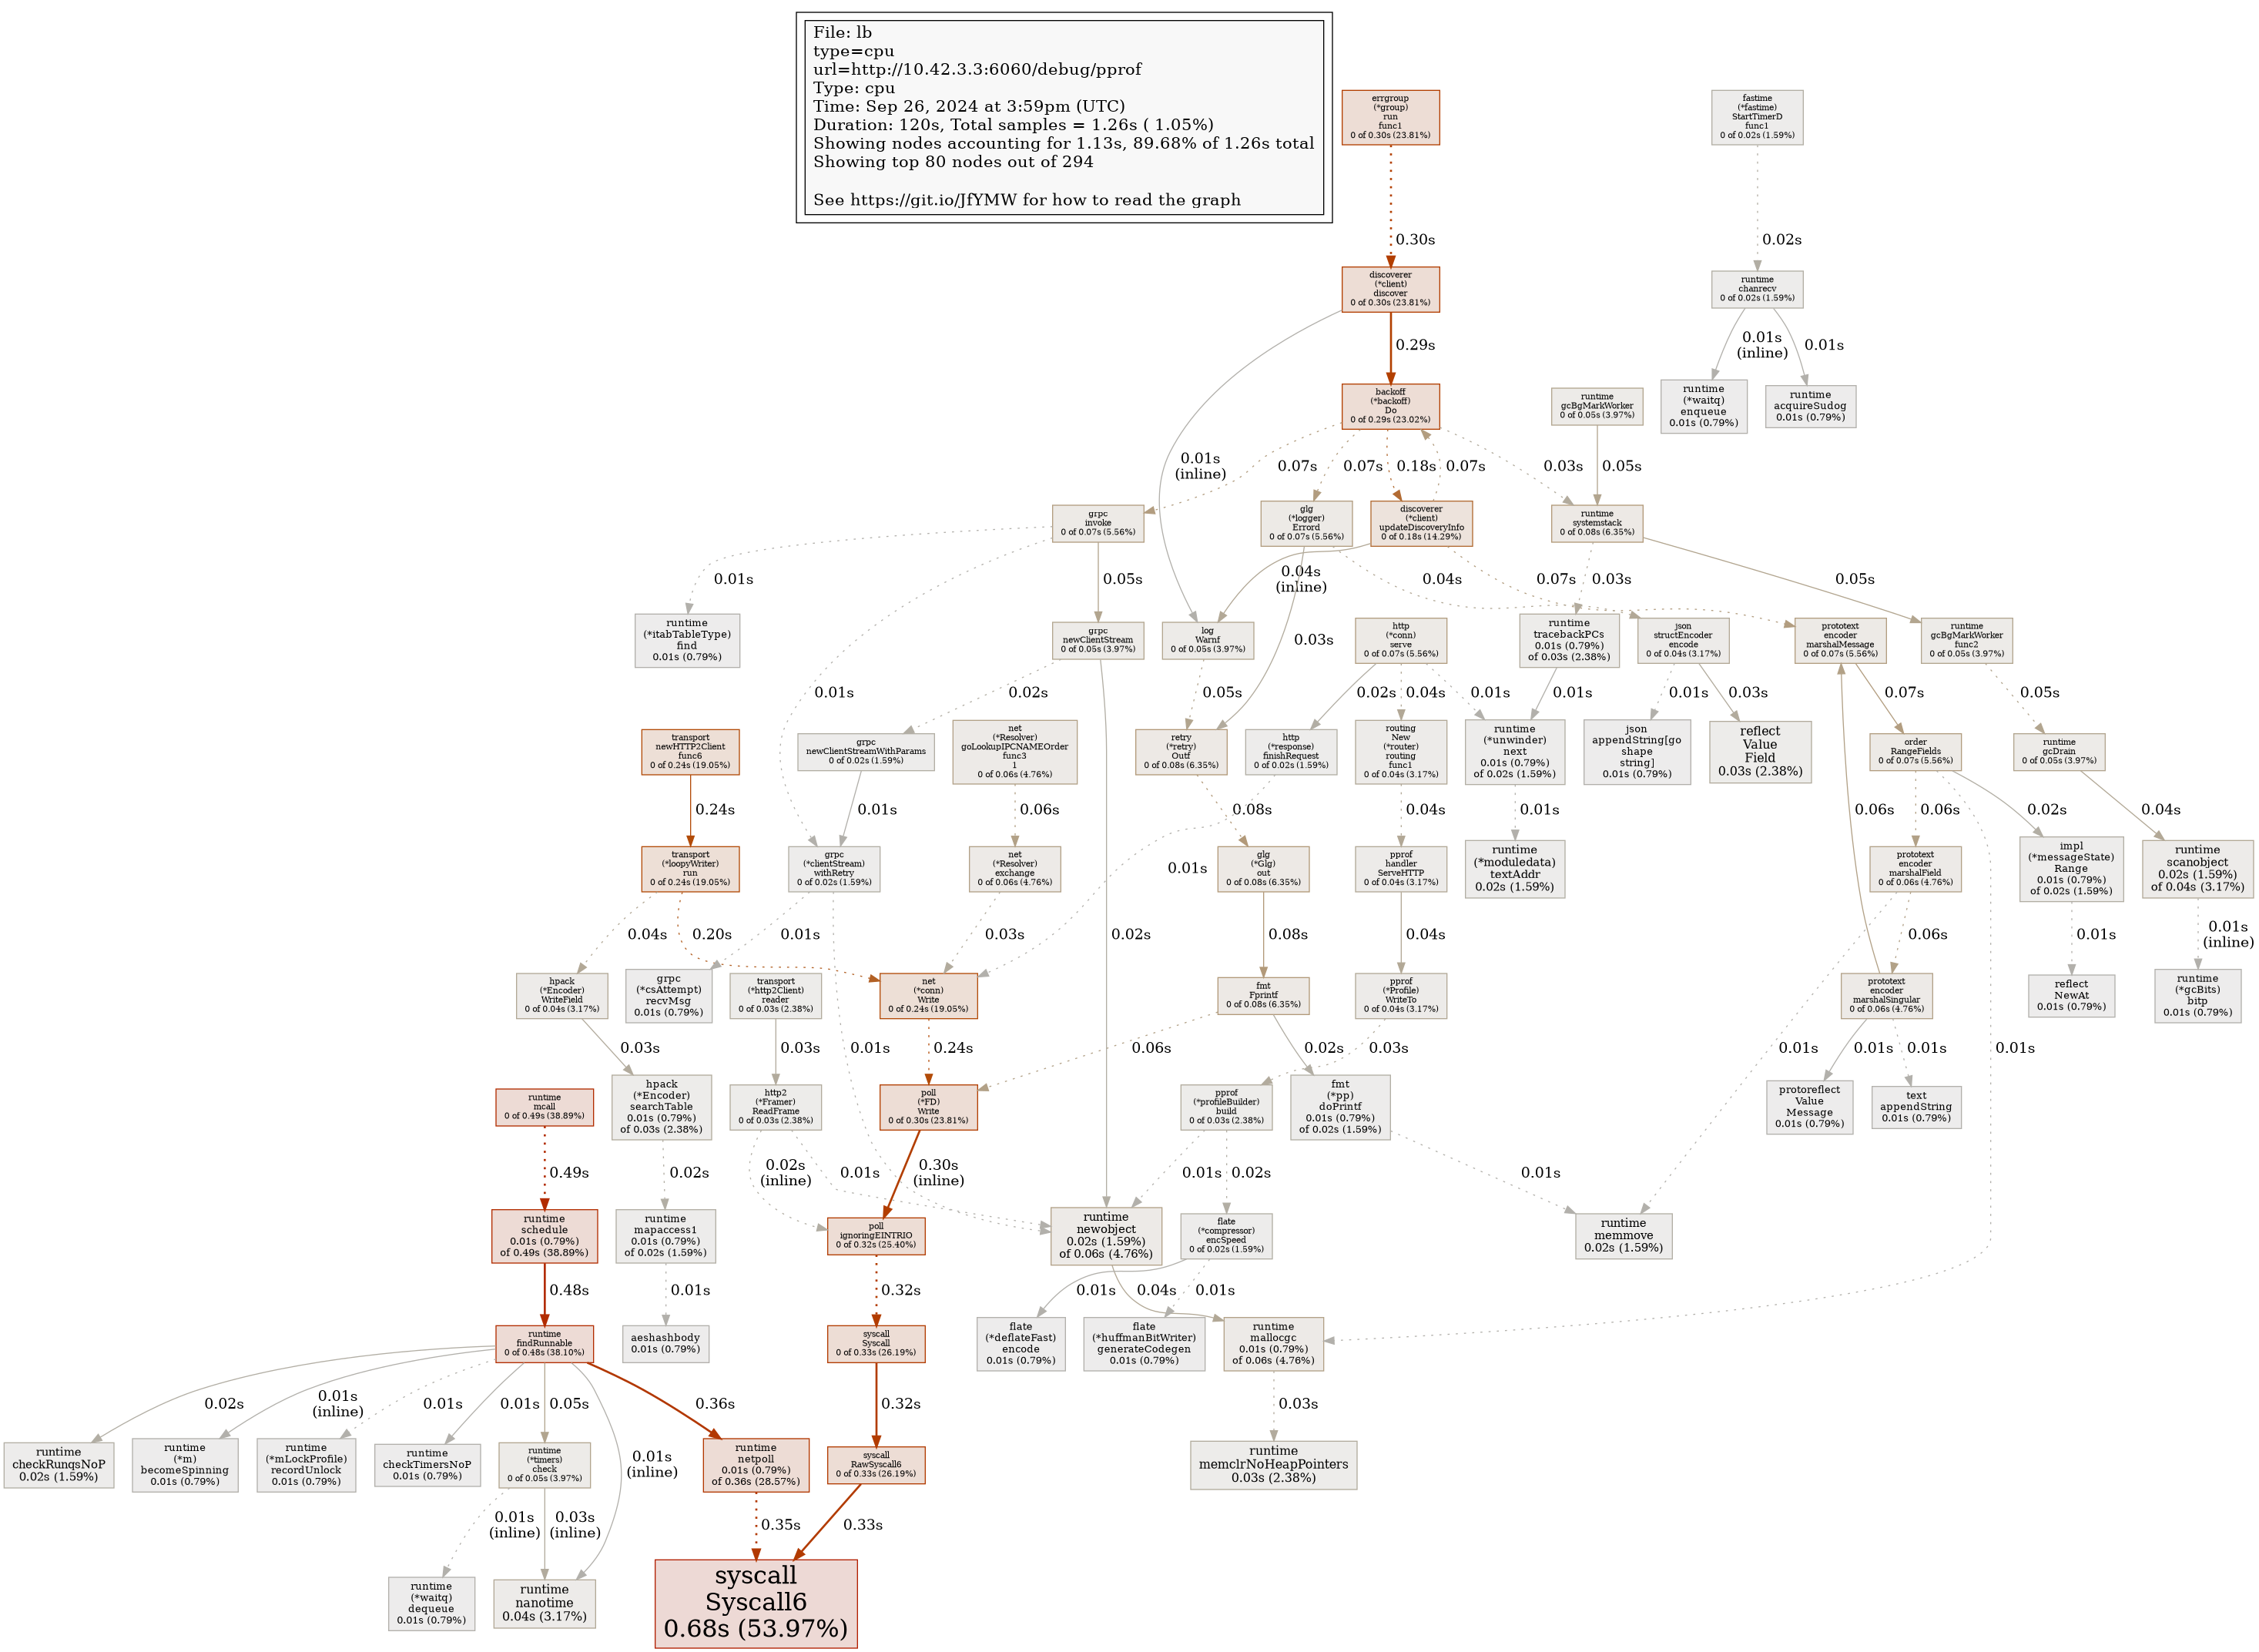 File: lb
type=cpu
url=http://10.42.3.3:6060/debug/pprof
Type: cpu
Time: Sep 26, 2024 at 3:59pm (UTC)
Duration: 120s, Total samples = 1.26s ( 1.05%)
Showing nodes accounting for 1.13s, 89.68% of 1.26s total
Showing top 80 nodes out of 294
See https://git.io/JfYMW for how to read the graph
errgroup
(*group)
run
func1
0 of 0.30s (23.81%)
fastime
(*fastime)
StartTimerD
func1
0 of 0.02s (1.59%)
0.30s
0.02s
discoverer
(*client)
discover
0 of 0.30s (23.81%)
runtime
chanrecv
0 of 0.02s (1.59%)
0.29s
0.01s
(inline)
0.01s
backoff
(*backoff)
Do
0 of 0.29s (23.02%)
runtime
gcBgMarkWorker
0 of 0.05s (3.97%)
runtime
(*waitq)
enqueue
0.01s (0.79%)
runtime
acquireSudog
0.01s (0.79%)
0.01s
(inline)
0.07s
0.07s
0.18s
0.07s
0.03s
0.05s
grpc
invoke
0 of 0.07s (5.56%)
glg
(*logger)
Errord
0 of 0.07s (5.56%)
discoverer
(*client)
updateDiscoveryInfo
0 of 0.18s (14.29%)
runtime
systemstack
0 of 0.08s (6.35%)
0.01s
0.05s
0.04s
(inline)
0.04s
0.07s
0.03s
0.05s
runtime
(*itabTableType)
find
0.01s (0.79%)
grpc
newClientStream
0 of 0.05s (3.97%)
log
Warnf
0 of 0.05s (3.97%)
0.03s
http
(*conn)
serve
0 of 0.07s (5.56%)
runtime
tracebackPCs
0.01s (0.79%)
of 0.03s (2.38%)
json
structEncoder
encode
0 of 0.04s (3.17%)
prototext
encoder
marshalMessage
0 of 0.07s (5.56%)
runtime
gcBgMarkWorker
func2
0 of 0.05s (3.97%)
0.01s
0.02s
0.05s
0.02s
0.04s
0.01s
0.01s
0.01s
0.03s
0.07s
0.05s
transport
newHTTP2Client
func6
0 of 0.24s (19.05%)
grpc
newClientStreamWithParams
0 of 0.02s (1.59%)
net
(*Resolver)
goLookupIPCNAMEOrder
func3
1
0 of 0.06s (4.76%)
retry
(*retry)
Outf
0 of 0.08s (6.35%)
http
(*response)
finishRequest
0 of 0.02s (1.59%)
routing
New
(*router)
routing
func1
0 of 0.04s (3.17%)
runtime
(*unwinder)
next
0.01s (0.79%)
of 0.02s (1.59%)
json
appendString[go
shape
string]
0.01s (0.79%)
reflect
Value
Field
0.03s (2.38%)
order
RangeFields
0 of 0.07s (5.56%)
runtime
gcDrain
0 of 0.05s (3.97%)
0.24s
0.01s
0.06s
0.08s
0.04s
0.01s
0.06s
0.06s
0.02s
0.04s
transport
(*loopyWriter)
run
0 of 0.24s (19.05%)
grpc
(*clientStream)
withRetry
0 of 0.02s (1.59%)
net
(*Resolver)
exchange
0 of 0.06s (4.76%)
0.01s
glg
(*Glg)
out
0 of 0.08s (6.35%)
pprof
handler
ServeHTTP
0 of 0.04s (3.17%)
runtime
(*moduledata)
textAddr
0.02s (1.59%)
prototext
encoder
marshalField
0 of 0.06s (4.76%)
impl
(*messageState)
Range
0.01s (0.79%)
of 0.02s (1.59%)
runtime
scanobject
0.02s (1.59%)
of 0.04s (3.17%)
0.04s
0.20s
0.01s
0.03s
0.02s
0.08s
0.04s
0.06s
0.01s
0.01s
(inline)
hpack
(*Encoder)
WriteField
0 of 0.04s (3.17%)
grpc
(*csAttempt)
recvMsg
0.01s (0.79%)
transport
(*http2Client)
reader
0 of 0.03s (2.38%)
net
(*conn)
Write
0 of 0.24s (19.05%)
fmt
Fprintf
0 of 0.08s (6.35%)
pprof
(*Profile)
WriteTo
0 of 0.04s (3.17%)
prototext
encoder
marshalSingular
0 of 0.06s (4.76%)
reflect
NewAt
0.01s (0.79%)
runtime
(*gcBits)
bitp
0.01s (0.79%)
0.03s
0.03s
0.01s
0.24s
0.06s
0.02s
0.03s
0.01s
0.01s
0.01s
0.01s
runtime
mcall
0 of 0.49s (38.89%)
hpack
(*Encoder)
searchTable
0.01s (0.79%)
of 0.03s (2.38%)
http2
(*Framer)
ReadFrame
0 of 0.03s (2.38%)
poll
(*FD)
Write
0 of 0.30s (23.81%)
pprof
(*profileBuilder)
build
0 of 0.03s (2.38%)
fmt
(*pp)
doPrintf
0.01s (0.79%)
of 0.02s (1.59%)
protoreflect
Value
Message
0.01s (0.79%)
text
appendString
0.01s (0.79%)
0.49s
0.02s
0.02s
(inline)
0.01s
0.30s
(inline)
0.01s
0.02s
0.01s
runtime
schedule
0.01s (0.79%)
of 0.49s (38.89%)
runtime
mapaccess1
0.01s (0.79%)
of 0.02s (1.59%)
poll
ignoringEINTRIO
0 of 0.32s (25.40%)
runtime
newobject
0.02s (1.59%)
of 0.06s (4.76%)
flate
(*compressor)
encSpeed
0 of 0.02s (1.59%)
runtime
memmove
0.02s (1.59%)
0.48s
0.01s
0.32s
0.01s
0.04s
0.01s
runtime
findRunnable
0 of 0.48s (38.10%)
aeshashbody
0.01s (0.79%)
syscall
Syscall
0 of 0.33s (26.19%)
flate
(*deflateFast)
encode
0.01s (0.79%)
flate
(*huffmanBitWriter)
generateCodegen
0.01s (0.79%)
runtime
mallocgc
0.01s (0.79%)
of 0.06s (4.76%)
0.02s
0.01s
(inline)
0.01s
0.01s
0.05s
0.01s
(inline)
0.36s
0.32s
0.03s
runtime
checkRunqsNoP
0.02s (1.59%)
runtime
(*m)
becomeSpinning
0.01s (0.79%)
runtime
(*mLockProfile)
recordUnlock
0.01s (0.79%)
runtime
checkTimersNoP
0.01s (0.79%)
runtime
(*timers)
check
0 of 0.05s (3.97%)
runtime
netpoll
0.01s (0.79%)
of 0.36s (28.57%)
syscall
RawSyscall6
0 of 0.33s (26.19%)
runtime
memclrNoHeapPointers
0.03s (2.38%)
0.01s
(inline)
0.03s
(inline)
0.35s
0.33s
runtime
(*waitq)
dequeue
0.01s (0.79%)
runtime
nanotime
0.04s (3.17%)
syscall
Syscall6
0.68s (53.97%)